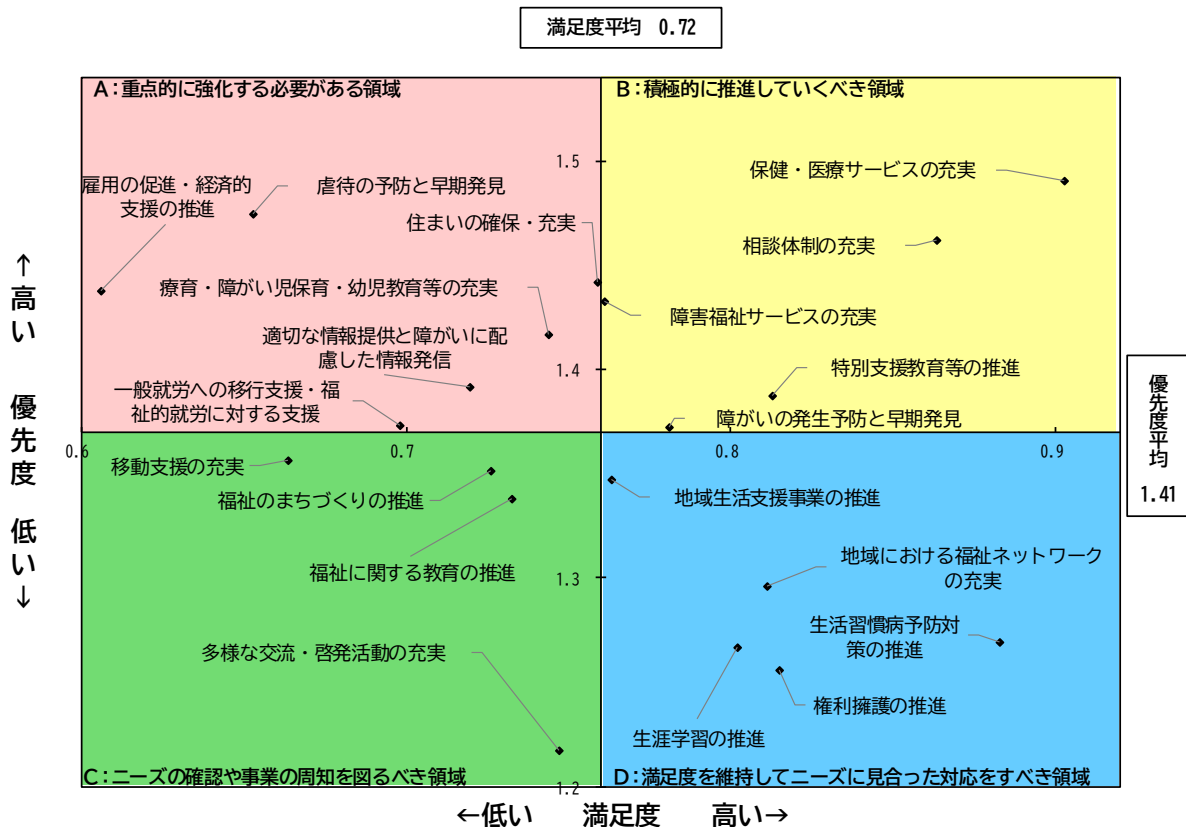 満足度平均 0.72
A:重点的に強化する必要がある領域
B:積極的に推進していくべき領域
1.5
雇用の促進・経済的
支援の推進
虐待の予防と早期発見
保健・医療サービスの充実
住まいの確保・充実
相談体制の充実
療育・障がい児保育・幼児教育等の充実
障害福祉サービスの充実
適切な情報提供と障がいに配
慮した情報発信
1.4
特別支援教育等の推進
一般就労への移行支援・福
祉的就労に対する支援
障がいの発生予防と早期発見
↑高い 優先度 低い↓
優先度平均
1.41
0.6
0.7
0.8
0.9
移動支援の充実
福祉のまちづくりの推進
地域生活支援事業の推進
福祉に関する教育の推進
1.3
地域における福祉ネットワーク
の充実
生活習慣病予防対
策の推進
多様な交流・啓発活動の充実
権利擁護の推進
生涯学習の推進
C:ニーズの確認や事業の周知を図るべき領域
D:満足度を維持してニーズに見合った対応をすべき領域
1.2
←低い 満足度 高い→